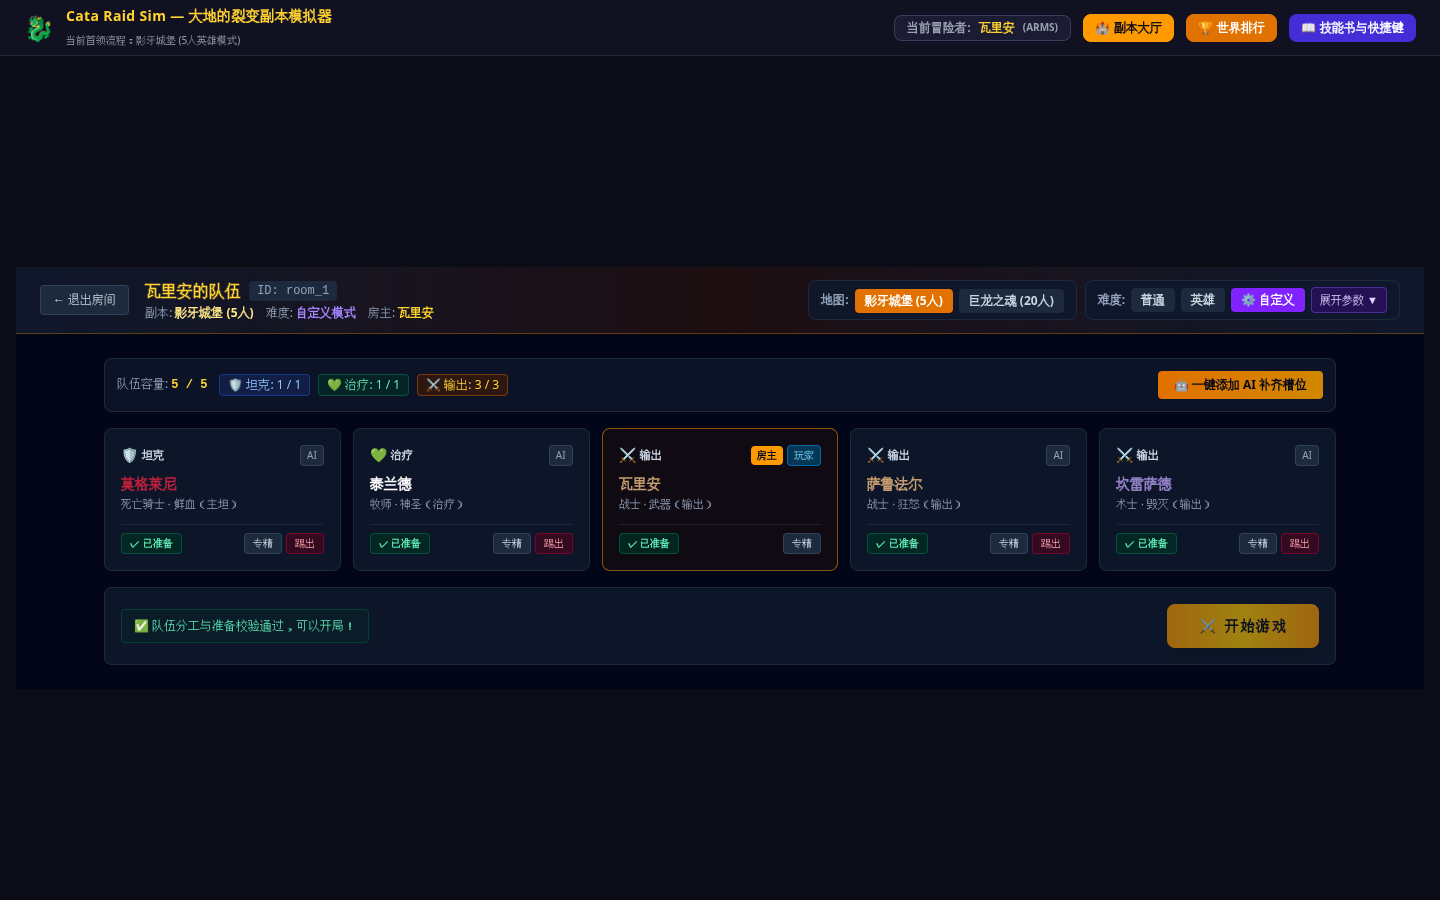 Cata Raid Sim — 大地的裂变副本模拟器
当前首领流程：影牙城堡 (5人英雄模式)
当前冒险者: 瓦里安 (ARMS)
🏰 副本大厅
🏆 世界排行
📖 技能书与快捷键
← 退出房间
瓦里安的队伍 ID: room_1
副本: 影牙城堡 (5人) 难度: 自定义模式 房主: 瓦里安
地图: 影牙城堡 (5人) 巨龙之魂 (20人)
难度: 普通 英雄 ⚙️ 自定义 展开参数 ▼
队伍容量: 5 / 5 🛡️ 坦克: 1 / 1 💚 治疗: 1 / 1 ⚔️ 输出: 3 / 3
🤖 一键添加 AI 补齐槽位
🛡️ 坦克 AI
莫格莱尼
死亡骑士 · 鲜血（主坦）
✓ 已准备 专精 踢出
💚 治疗 AI
泰兰德
牧师 · 神圣（治疗）
✓ 已准备 专精 踢出
⚔️ 输出 房主 玩家
瓦里安
战士 · 武器（输出）
✓ 已准备 专精
⚔️ 输出 AI
萨鲁法尔
战士 · 狂怒（输出）
✓ 已准备 专精 踢出
⚔️ 输出 AI
坎雷萨德
术士 · 毁灭（输出）
✓ 已准备 专精 踢出
✅ 队伍分工与准备校验通过，可以开局！
⚔️ 开始游戏